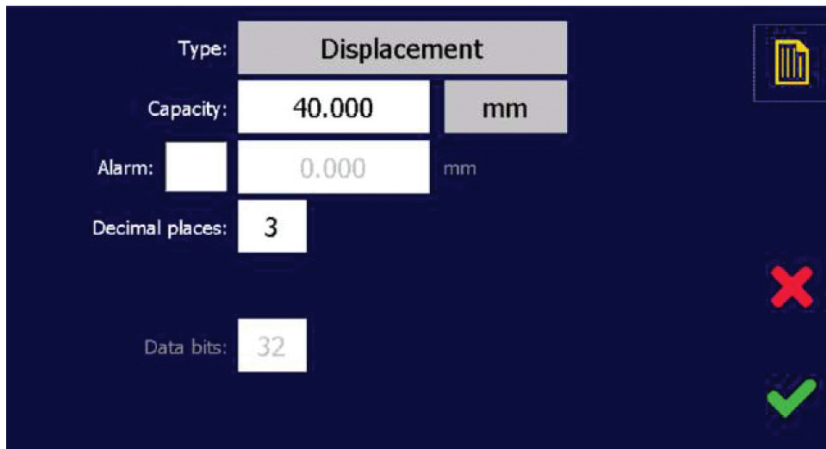 Type: Displacement
Capacity: 40.000 mm
Alarm: 0.000 mm
Decimal places: 3
Data bits: 32